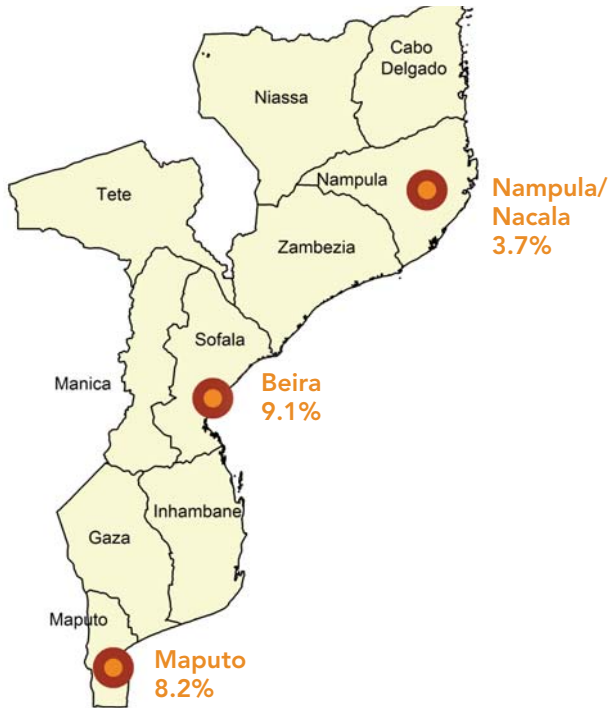 Cabo
Delgado
Niassa
Nampula
Nampula/
Nacala
3.7%
Tete
Zambezia
Sofala
Manica
Beira
9.1%
Inhambane
Gaza
Maputo
Maputo
8.2%